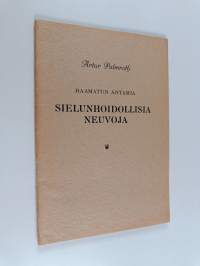 Artur Palmroth
RAAMATUN ANTAMIA
SIELUNHOIDOLLISIA
NEUVOJA